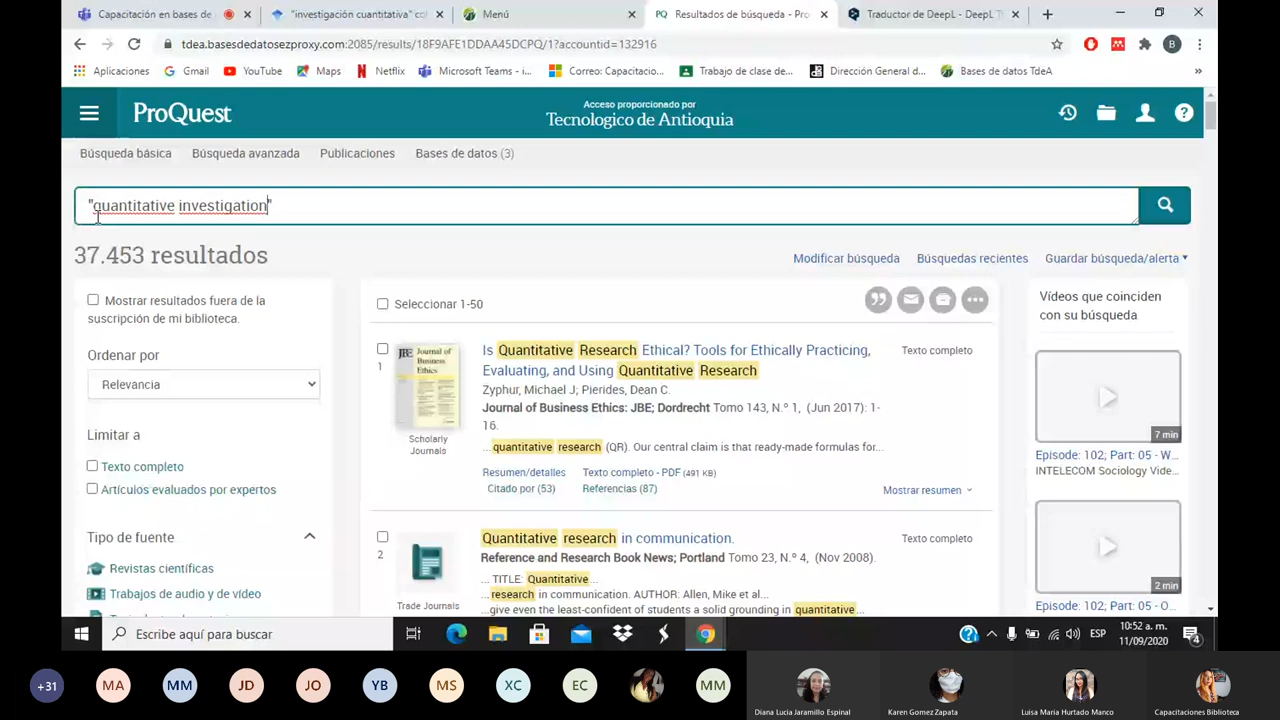 Capacitación en bases de
"investigación cuantitativa" col
Menú
PQ Resultados de búsqueda - Pro
Traductor de DeepL - DeepL T
tdea.basesdedatosezproxy.com:2085/results/18F9AFE1DDAA45DCPQ/1?accountid=132916
B
Aplicaciones
Gmail
YouTube
Maps
Netflix
Microsoft Teams - i...
Correo: Capacitacio...
Trabajo de clase de...
Dirección General d...
Bases de datos TdeA
»
ProQuest
Acceso proporcionado por
Tecnologico de Antioquia
Búsqueda básica
Búsqueda avanzada
Publicaciones
Bases de datos (3)
"quantitative investigation"
37.453 resultados
Modificar búsqueda
Búsquedas recientes
Guardar búsqueda/alerta
Mostrar resultados fuera de la
suscripción de mi biblioteca.
Ordenar por
Relevancia
Limitar a
Texto completo
Artículos evaluados por expertos
Tipo de fuente
Revistas científicas
Trabajos de audio y de vídeo
Seleccionar 1-50
1
JBE Journal of
Business
Ethics
Scholarly
Journals
Is Quantitative Research Ethical? Tools for Ethically Practicing,
Evaluating, and Using Quantitative Research
Texto completo
Zyphur, Michael J; Pierides, Dean C.
Journal of Business Ethics: JBE; Dordrecht Tomo 143, N.º 1, (Jun 2017): 1-
16.
...quantitative research (QR). Our central claim is that ready-made formulas for...
Resumen/detalles
Texto completo - PDF (491 KB)
Citado por (53)
Referencias (87)
Mostrar resumen
2
Trade Journals
Quantitative research in communication.
Texto completo
Reference and Research Book News; Portland Tomo 23, N.º 4, (Nov 2008).
... TITLE: Quantitative...
... research in communication. AUTHOR: Allen, Mike et al...
...give even the least-confident of students a solid grounding in quantitative...
Vídeos que coinciden
con su búsqueda
7 min
Episode: 102; Part: 05 - W...
INTELECOM Sociology Vide...
2 min
Episode: 102; Part: 05 - O...
Escribe aquí para buscar
ESP
10:52 a. m.
11/09/2020
4
+31
MA
MM
JD
JO
YB
MS
XC
EC
MM
Diana Lucia Jaramillo Espinal
Karen Gomez Zapata
Luisa Maria Hurtado Manco
Capacitaciones Biblioteca